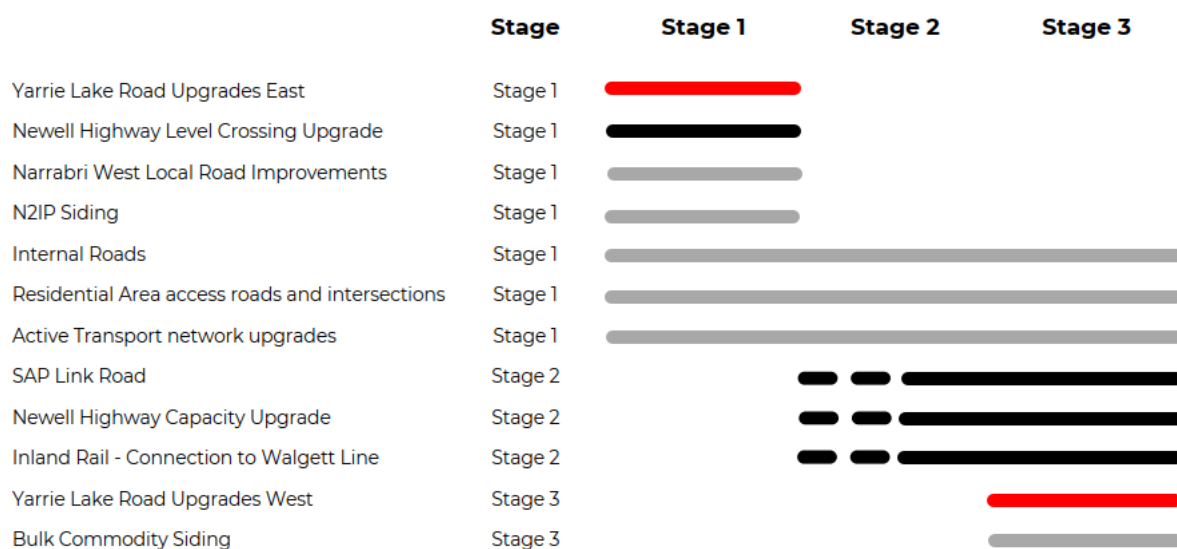 Stage Stage 1 Stage 2 Stage 3
Yarrie Lake Road Upgrades East Stage 1
Newell Highway Level Crossing Upgrade Stage 1
Narrabri West Local Road Improvements Stage 1
N2IP Siding Stage 1
Internal Roads Stage 1
Residential Area access roads and intersections Stage 1
Active Transport network upgrades Stage 1
SAP Link Road Stage 2
Newell Highway Capacity Upgrade Stage 2
Inland Rail - Connection to Walgett Line Stage 2
Yarrie Lake Road Upgrades West Stage 3
Bulk Commodity Siding Stage 3